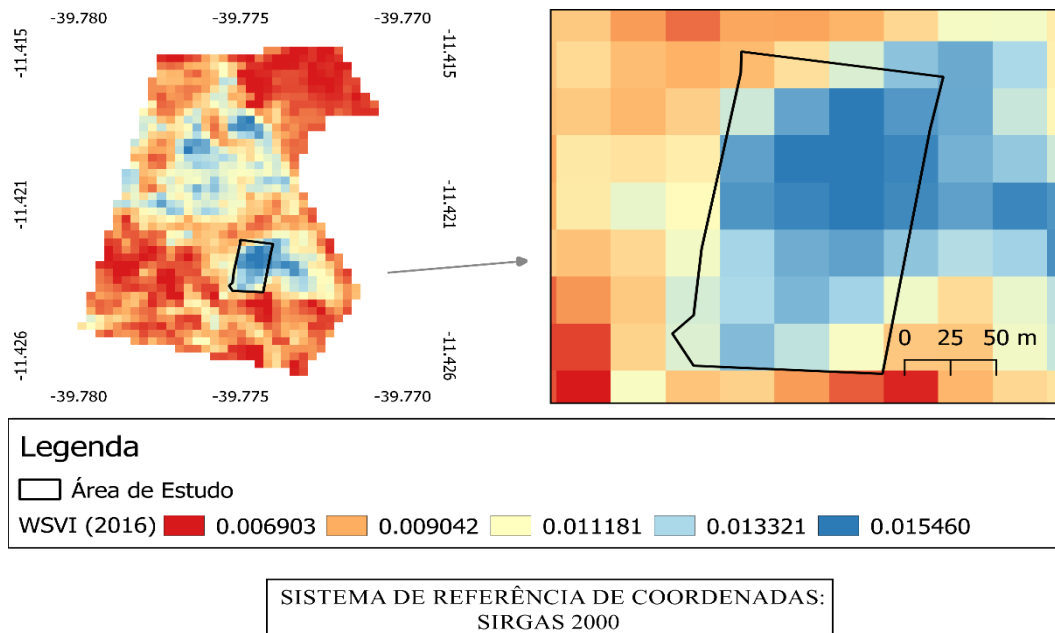 -39.780 -39.775 -39.770
-11.415 -11.415
-11.421 -11.421
-11.426 -11.426
-39.780 -39.775 -39.770
0 25 50 m
Legenda
Área de Estudo
WSVI (2016) 0.006903 0.009042 0.011181 0.013321 0.015460
SISTEMA DE REFERÊNCIA DE COORDENADAS:
SIRGAS 2000